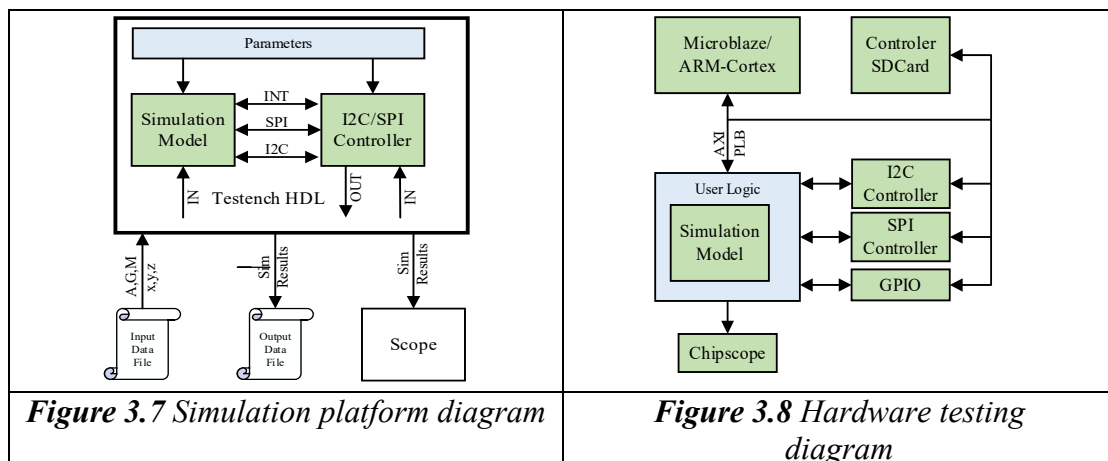 Parameters
Simulation
Model
INT
SPI
I2C
I2C/SPI
Controller
IN
Testench HDL
OUT
IN
A,G,M
x,y,z
Sim
Results
Sim
Results
Input
Data
File
Output
Data
File
Scope
Figure 3.7 Simulation platform diagram
Microblaze/
ARM-Cortex
Controler
SDCard
AXI
PLB
User Logic
Simulation
Model
I2C
Controller
SPI
Controller
GPIO
Chipscope
Figure 3.8 Hardware testing
diagram